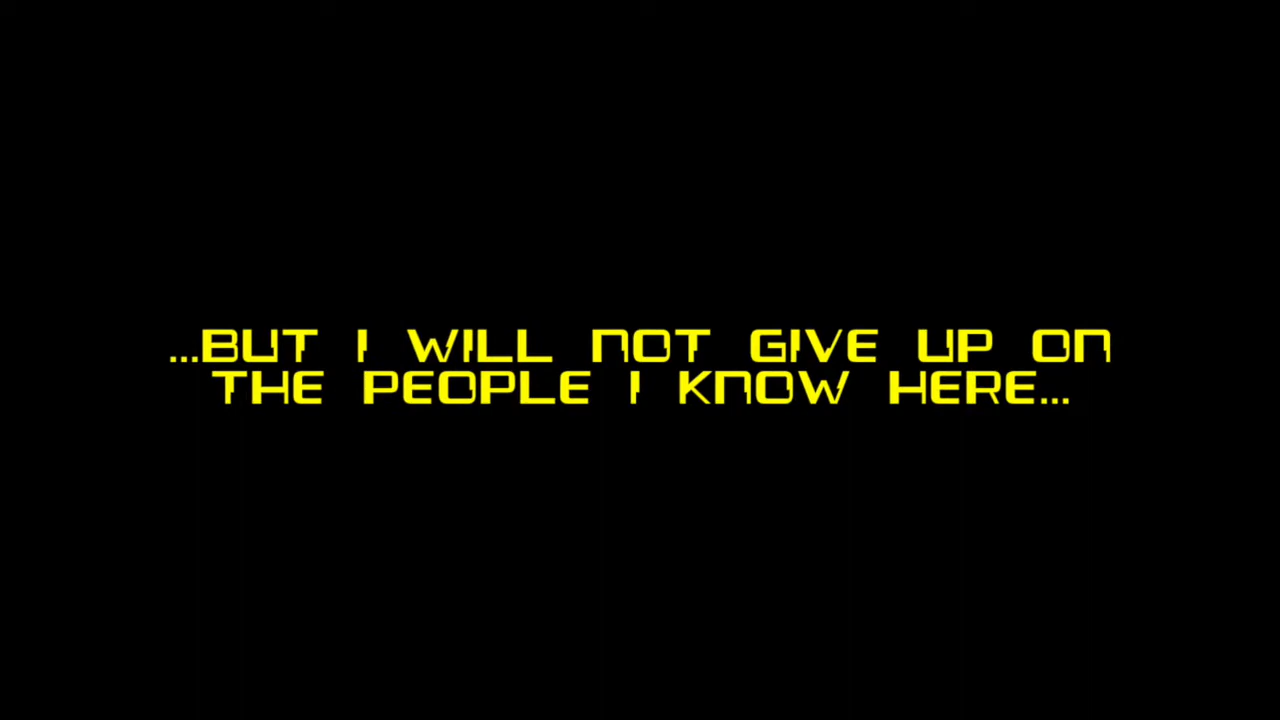 ...BUT I WILL NOT GIVE UP ON
THE PEOPLE I KNOW HERE...